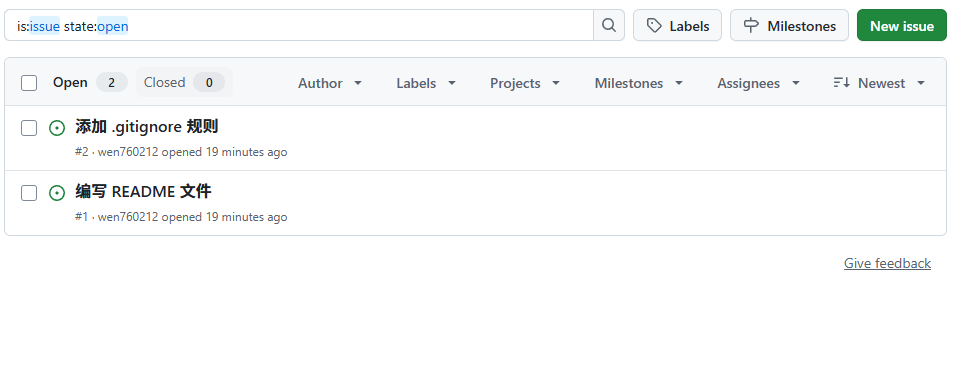 is:issue state:open Labels Milestones New issue
Open 2 Closed 0 Author Labels Projects Milestones Assignees Newest
添加 .gitignore 规则
#2 · wen760212 opened 19 minutes ago
编写 README 文件
#1 · wen760212 opened 19 minutes ago
Give feedback